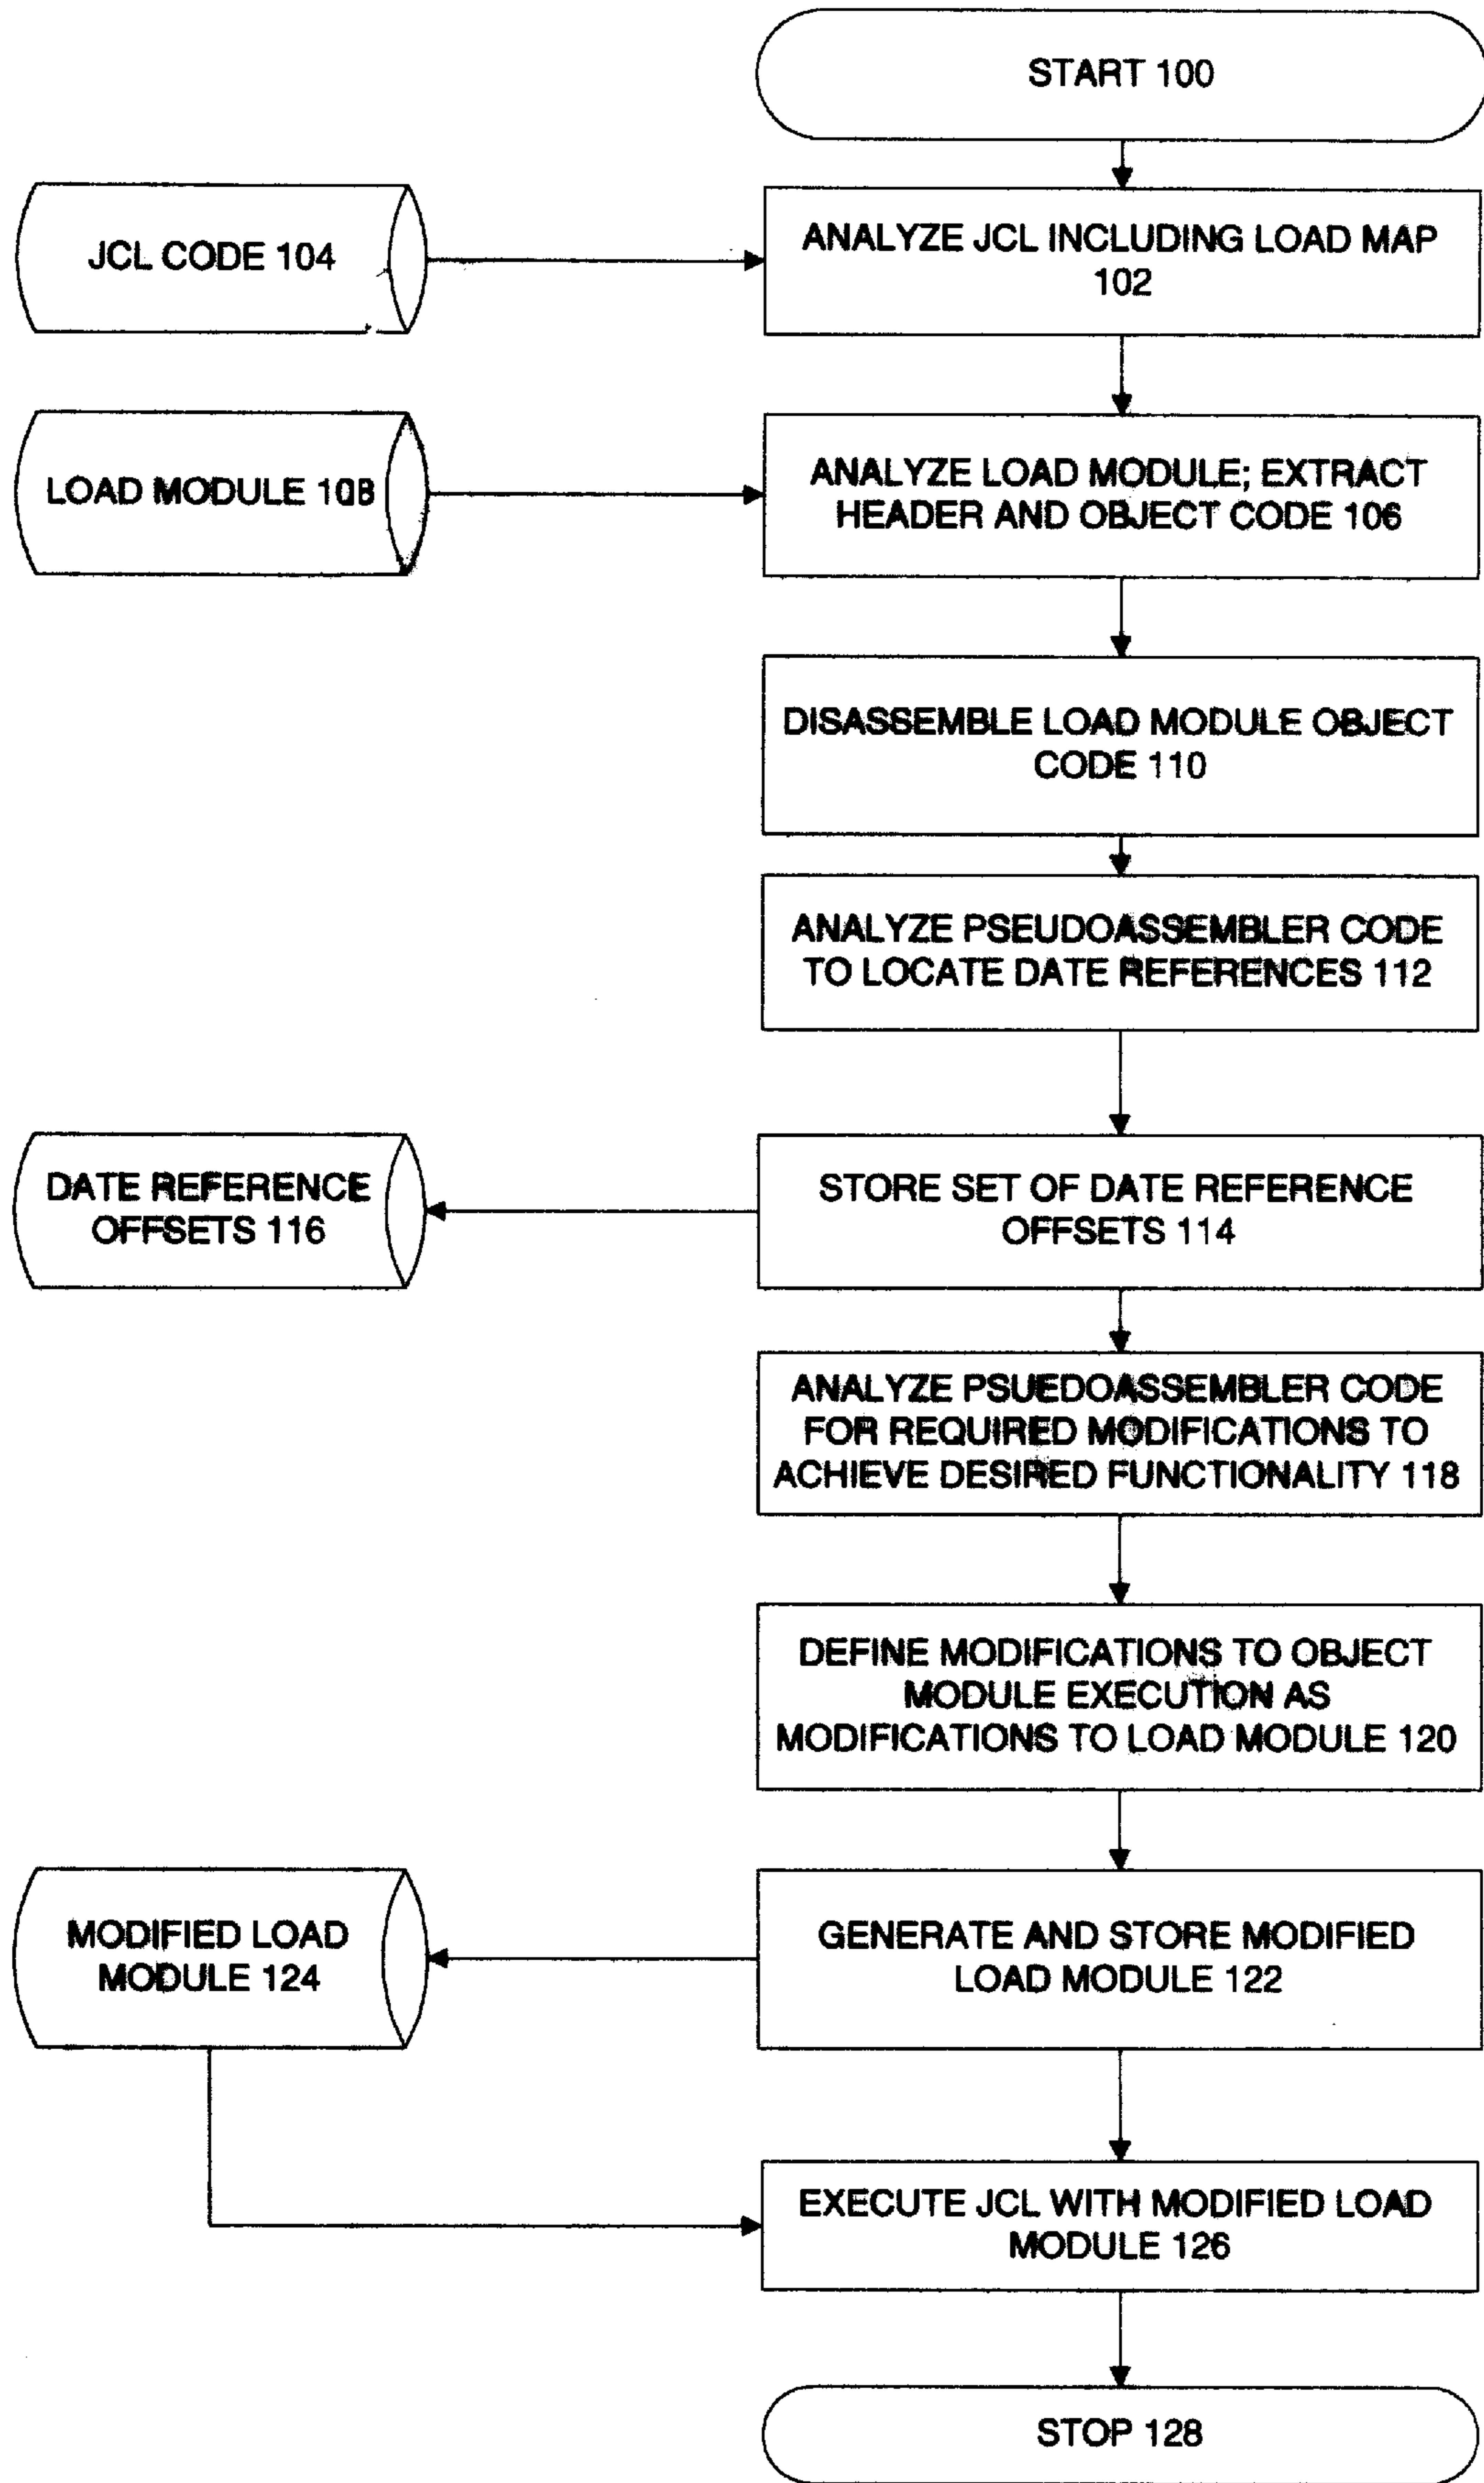 START 100
JCL CODE 104
ANALYZE JCL INCLUDING LOAD MAP
102
LOAD MODULE 108
ANALYZE LOAD MODULE; EXTRACT
HEADER AND OBJECT CODE 106
DISASSEMBLE LOAD MODULE OBJECT
CODE 110
ANALYZE PSEUDOASSEMBLER CODE
TO LOCATE DATE REFERENCES 112
DATE REFERENCE
OFFSETS 116
STORE SET OF DATE REFERENCE
OFFSETS 114
ANALYZE PSUEDOASSEMBLER CODE
FOR REQUIRED MODIFICATIONS TO
ACHIEVE DESIRED FUNCTIONALITY 118
DEFINE MODIFICATIONS TO OBJECT
MODULE EXECUTION AS
MODIFICATIONS TO LOAD MODULE 120
MODIFIED LOAD
MODULE 124
GENERATE AND STORE MODIFIED
LOAD MODULE 122
EXECUTE JCL WITH MODIFIED LOAD
MODULE 126
STOP 128